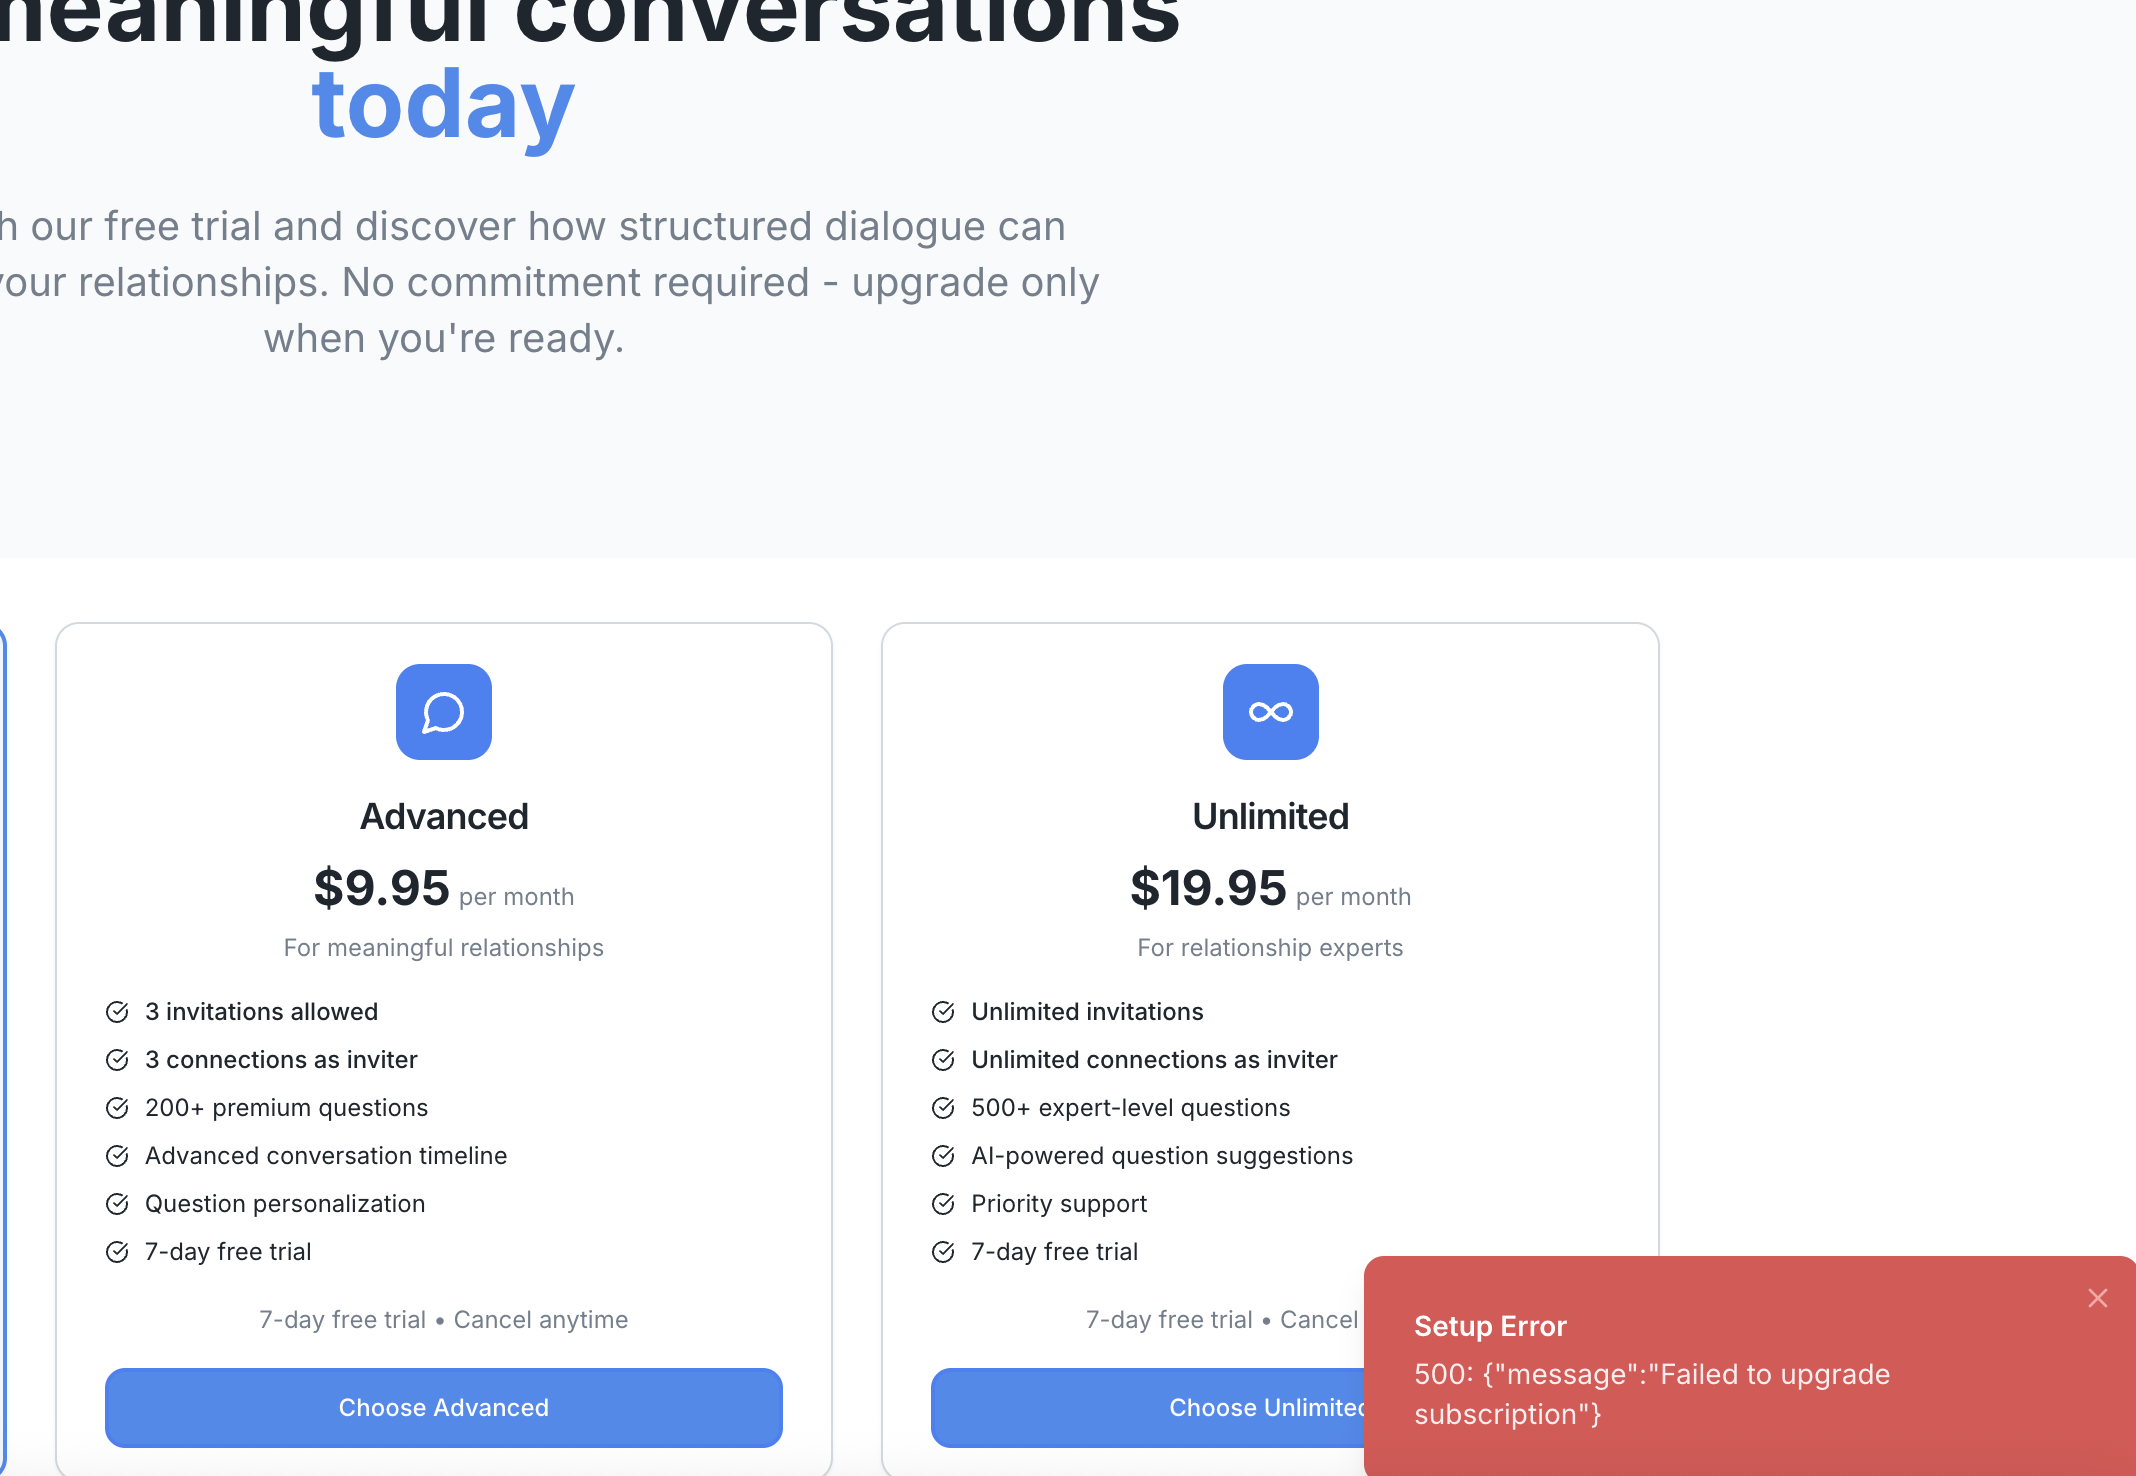 meaningful conversations
today
our free trial and discover how structured dialogue can
your relationships. No commitment required - upgrade only
when you're ready.
Advanced
$9.95 per month
For meaningful relationships
3 invitations allowed
3 connections as inviter
200+ premium questions
Advanced conversation timeline
Question personalization
7-day free trial
7-day free trial • Cancel anytime
Choose Advanced
Unlimited
$19.95 per month
For relationship experts
Unlimited invitations
Unlimited connections as inviter
500+ expert-level questions
AI-powered question suggestions
Priority support
7-day free trial
7-day free trial • Cancel
Choose Unlimited
Setup Error
500: {"message":"Failed to upgrade
subscription"}